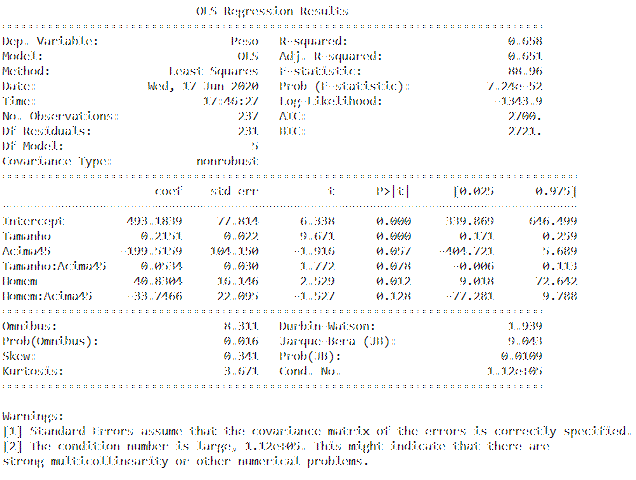 OLS Regression Results
Dep. Variable: Peso R-squared: 0.658
Model: OLS Adj. R-squared: 0.651
Method: Least Squares F-statistic: 88.96
Date: Wed, 17 Jun 2020 Prob (F-statistic): 7.24e-52
Time: 17:46:27 Log-Likelihood: -1343.9
No. Observations: 237 AIC: 2700.
Df Residuals: 231 BIC: 2721.
Df Model: 5
Covariance Type: nonrobust
coef std err t P>|t| [0.025 0.975]
Intercept 493.1839 77.814 6.338 0.000 339.869 646.499
Tamanho 0.2151 0.022 9.671 0.000 0.171 0.259
Acima45 -199.5159 104.150 -1.916 0.057 -404.721 5.689
Tamanho:Acima45 0.0534 0.030 1.772 0.078 -0.006 0.113
Homem 40.8304 16.146 2.529 0.012 9.018 72.642
Homem:Acima45 -33.7466 22.095 -1.527 0.128 -77.281 9.788
Omnibus: 8.311 Durbin-Watson: 1.939
Prob(Omnibus): 0.016 Jarque-Bera (JB): 9.043
Skew: 0.341 Prob(JB): 0.0109
Kurtosis: 3.671 Cond. No. 1.12e+05
Warnings:
[1] Standard Errors assume that the covariance matrix of the errors is correctly specified.
[2] The condition number is large, 1.12e+05. This might indicate that there are
strong multicollinearity or other numerical problems.